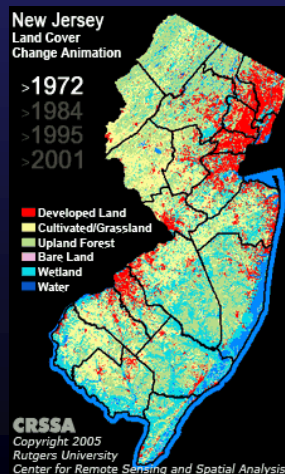 New Jersey
Land Cover
Change Animation
>1972
>1984
>1995
>2001
Developed Land
Cultivated/Grassland
Upland Forest
Bare Land
Wetland
Water
CRSSA
Copyright 2005
Rutgers University
Center for Remote Sensing and Spatial Analysis